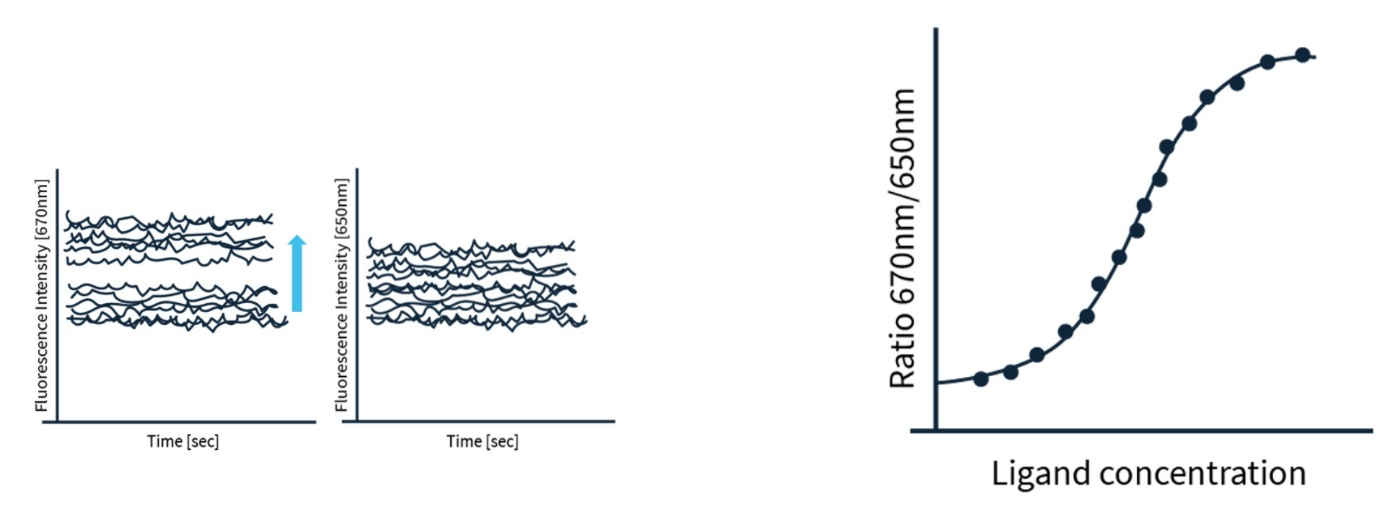 Fluorescence Intensity [670nm]
Time [sec]
Fluorescence Intensity [650nm]
Time [sec]
Ratio 670nm/650nm
Ligand concentration